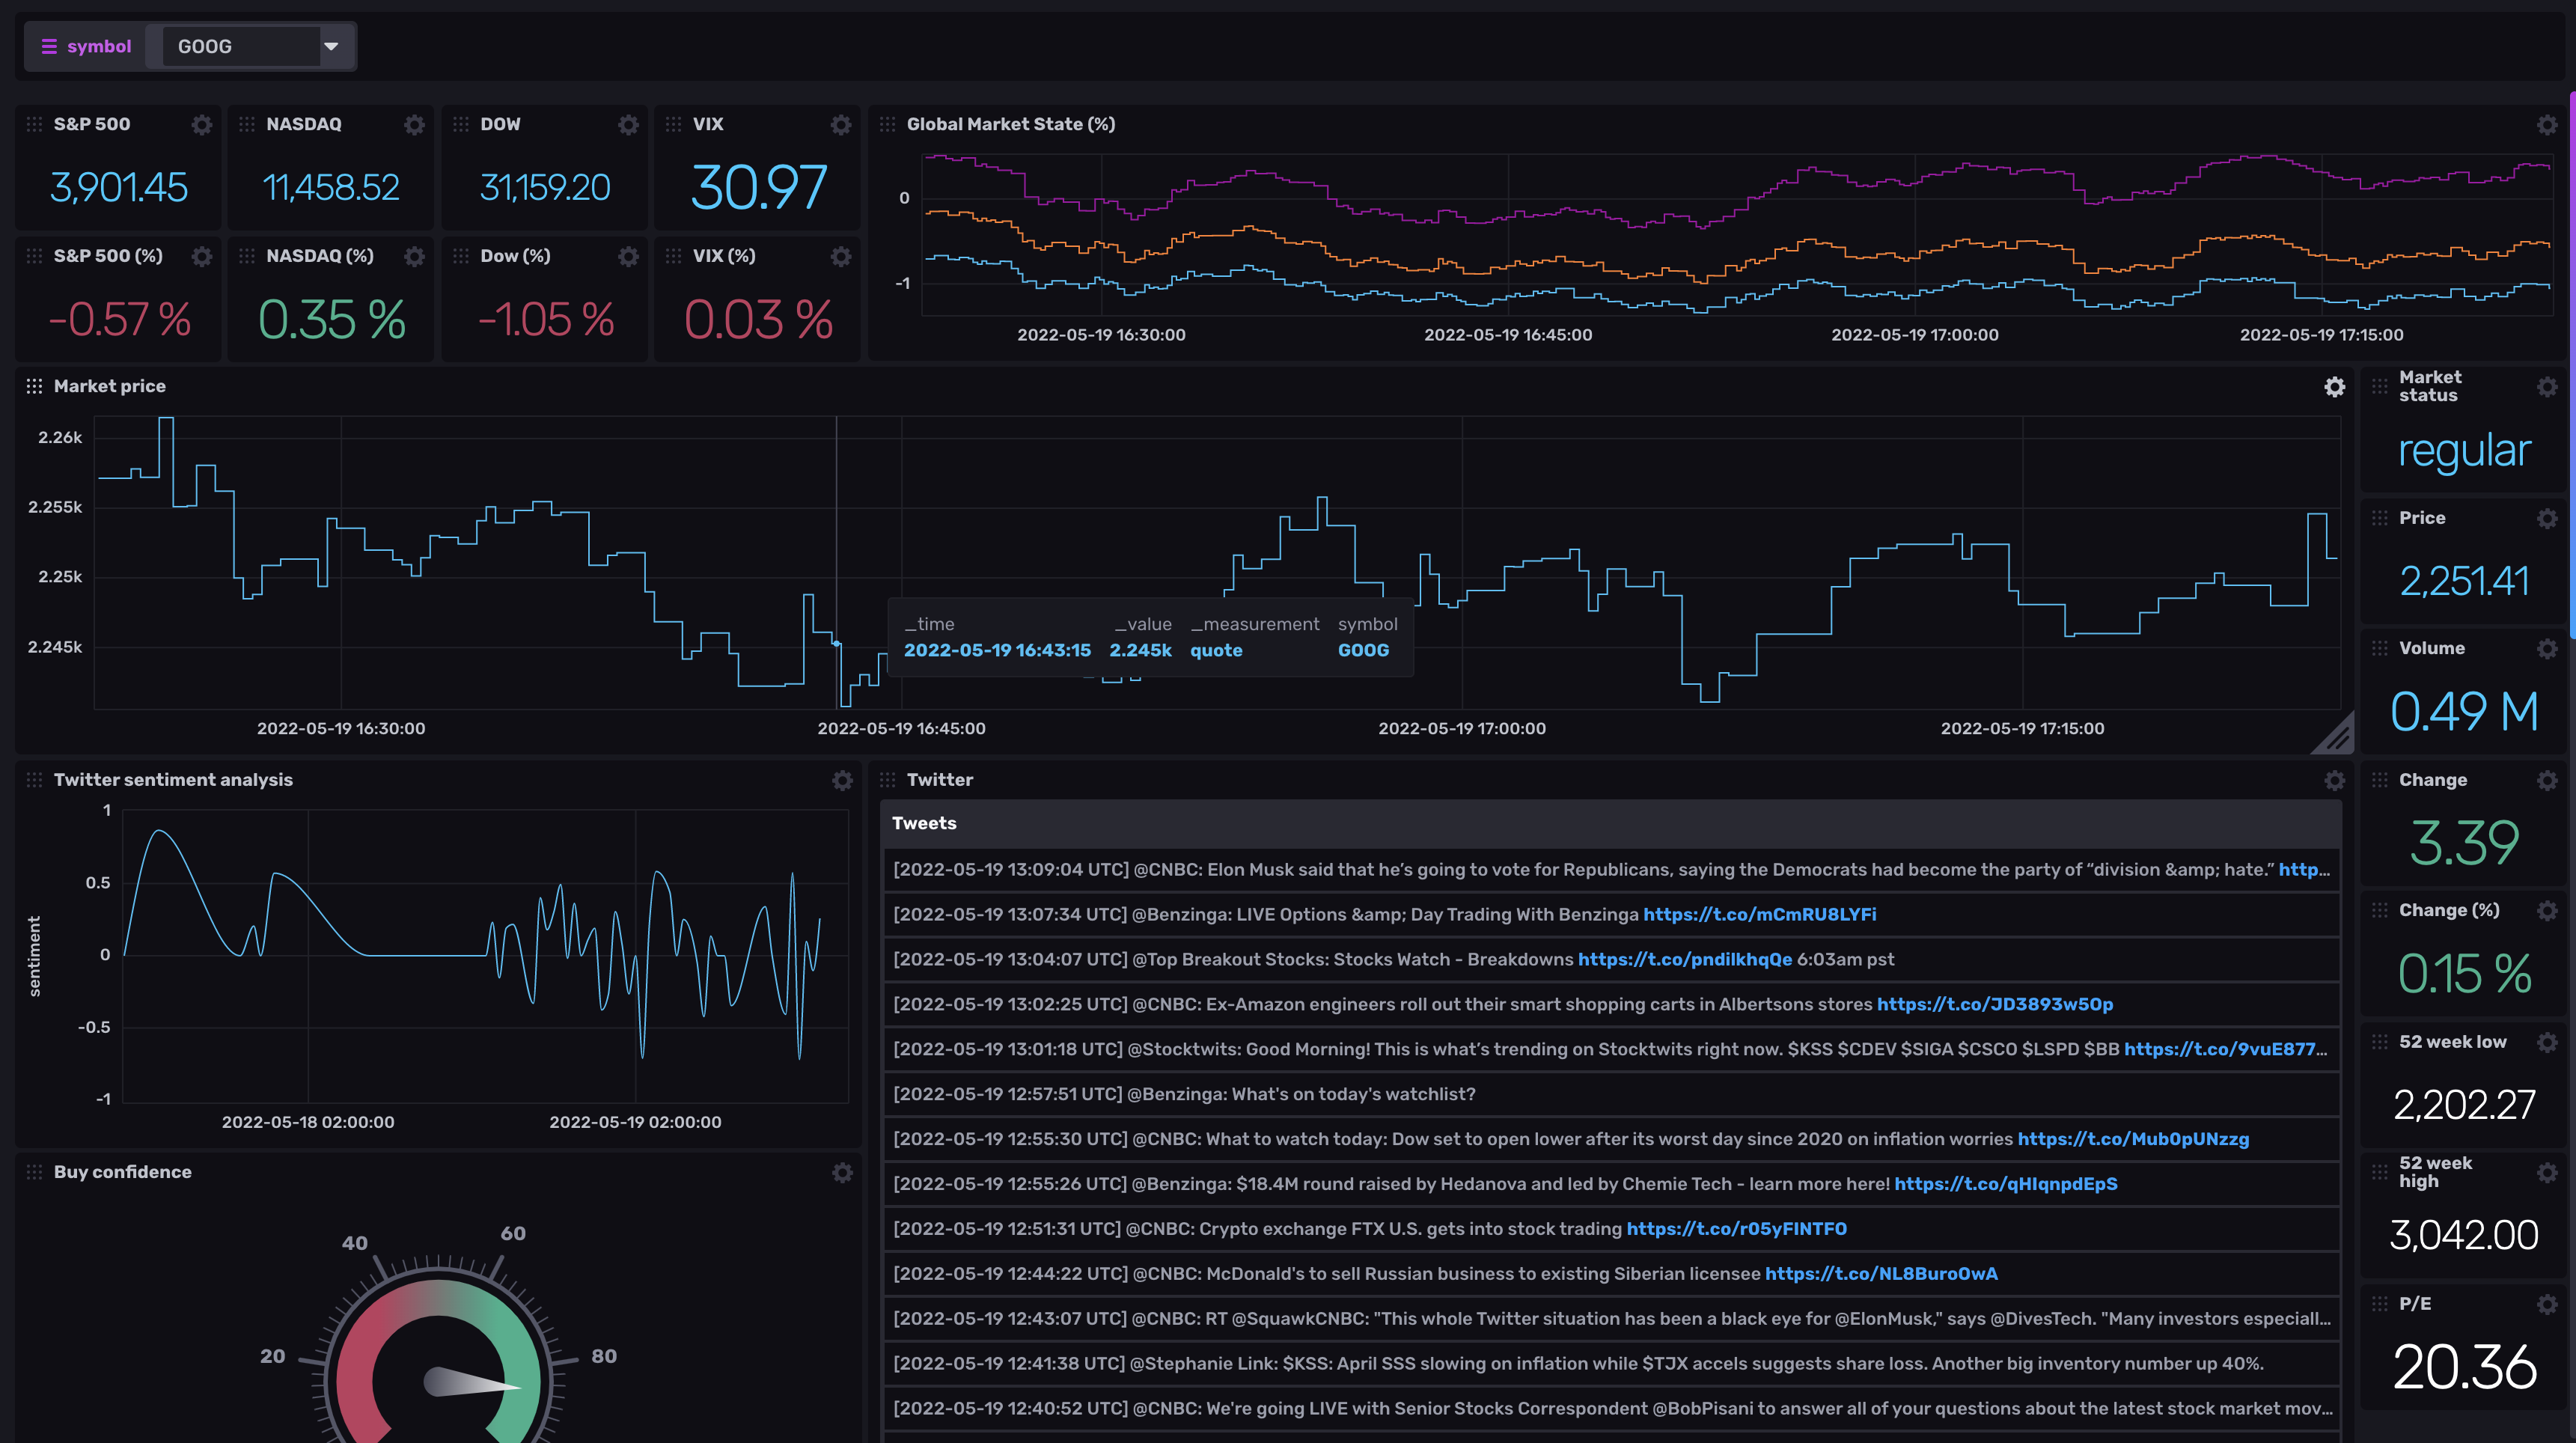 symbol GOOG
S&P 500
3,901.45
NASDAQ
11,458.52
DOW
31,159.20
VIX
30.97
S&P 500 (%)
-0.57 %
NASDAQ (%)
0.35 %
Dow (%)
-1.05 %
VIX (%)
0.03 %
Global Market State (%)
0
-1
2022-05-19 16:30:00 2022-05-19 16:45:00 2022-05-19 17:00:00 2022-05-19 17:15:00
Market price
2.26k
2.255k
2.25k
2.245k
_time _value _measurement symbol
2022-05-19 16:43:15 2.245k quote GOOG
2022-05-19 16:30:00 2022-05-19 16:45:00 2022-05-19 17:00:00 2022-05-19 17:15:00
Market
status
regular
Price
2,251.41
Volume
0.49 M
Twitter sentiment analysis
sentiment
1
0.5
0
-0.5
-1
2022-05-18 02:00:00 2022-05-19 02:00:00
Buy confidence
20
40
60
80
Twitter
Tweets
[2022-05-19 13:09:04 UTC] @CNBC: Elon Musk said that he’s going to vote for Republicans, saying the Democrats had become the party of “division &amp; hate.” http...
[2022-05-19 13:07:34 UTC] @Benzinga: LIVE Options &amp; Day Trading With Benzinga https://t.co/mCmRU8LYFi
[2022-05-19 13:04:07 UTC] @Top Breakout Stocks: Stocks Watch - Breakdowns https://t.co/pndilkhqQe 6:03am pst
[2022-05-19 13:02:25 UTC] @CNBC: Ex-Amazon engineers roll out their smart shopping carts in Albertsons stores https://t.co/JD3893w5Op
[2022-05-19 13:01:18 UTC] @Stocktwits: Good Morning! This is what’s trending on Stocktwits right now. $KSS $CDEV $SIGA $CSCO $LSPD $BB https://t.co/9vuE877...
[2022-05-19 12:57:51 UTC] @Benzinga: What's on today's watchlist?
[2022-05-19 12:55:30 UTC] @CNBC: What to watch today: Dow set to open lower after its worst day since 2020 on inflation worries https://t.co/Mub0pUNzzg
[2022-05-19 12:55:26 UTC] @Benzinga: $18.4M round raised by Hedanova and led by Chemie Tech - learn more here! https://t.co/qHIqnpdEpS
[2022-05-19 12:51:31 UTC] @CNBC: Crypto exchange FTX U.S. gets into stock trading https://t.co/r05yFINTFO
[2022-05-19 12:44:22 UTC] @CNBC: McDonald's to sell Russian business to existing Siberian licensee https://t.co/NL8BuroOwA
[2022-05-19 12:43:07 UTC] @CNBC: RT @SquawkCNBC: "This whole Twitter situation has been a black eye for @ElonMusk," says @DivesTech. "Many investors especiall...
[2022-05-19 12:41:38 UTC] @Stephanie Link: $KSS: April SSS slowing on inflation while $TJX accels suggests share loss. Another big inventory number up 40%.
[2022-05-19 12:40:52 UTC] @CNBC: We're going LIVE with Senior Stocks Correspondent @BobPisani to answer all of your questions about the latest stock market mov...
Change
3.39
Change (%)
0.15 %
52 week low
2,202.27
52 week
high
3,042.00
P/E
20.36